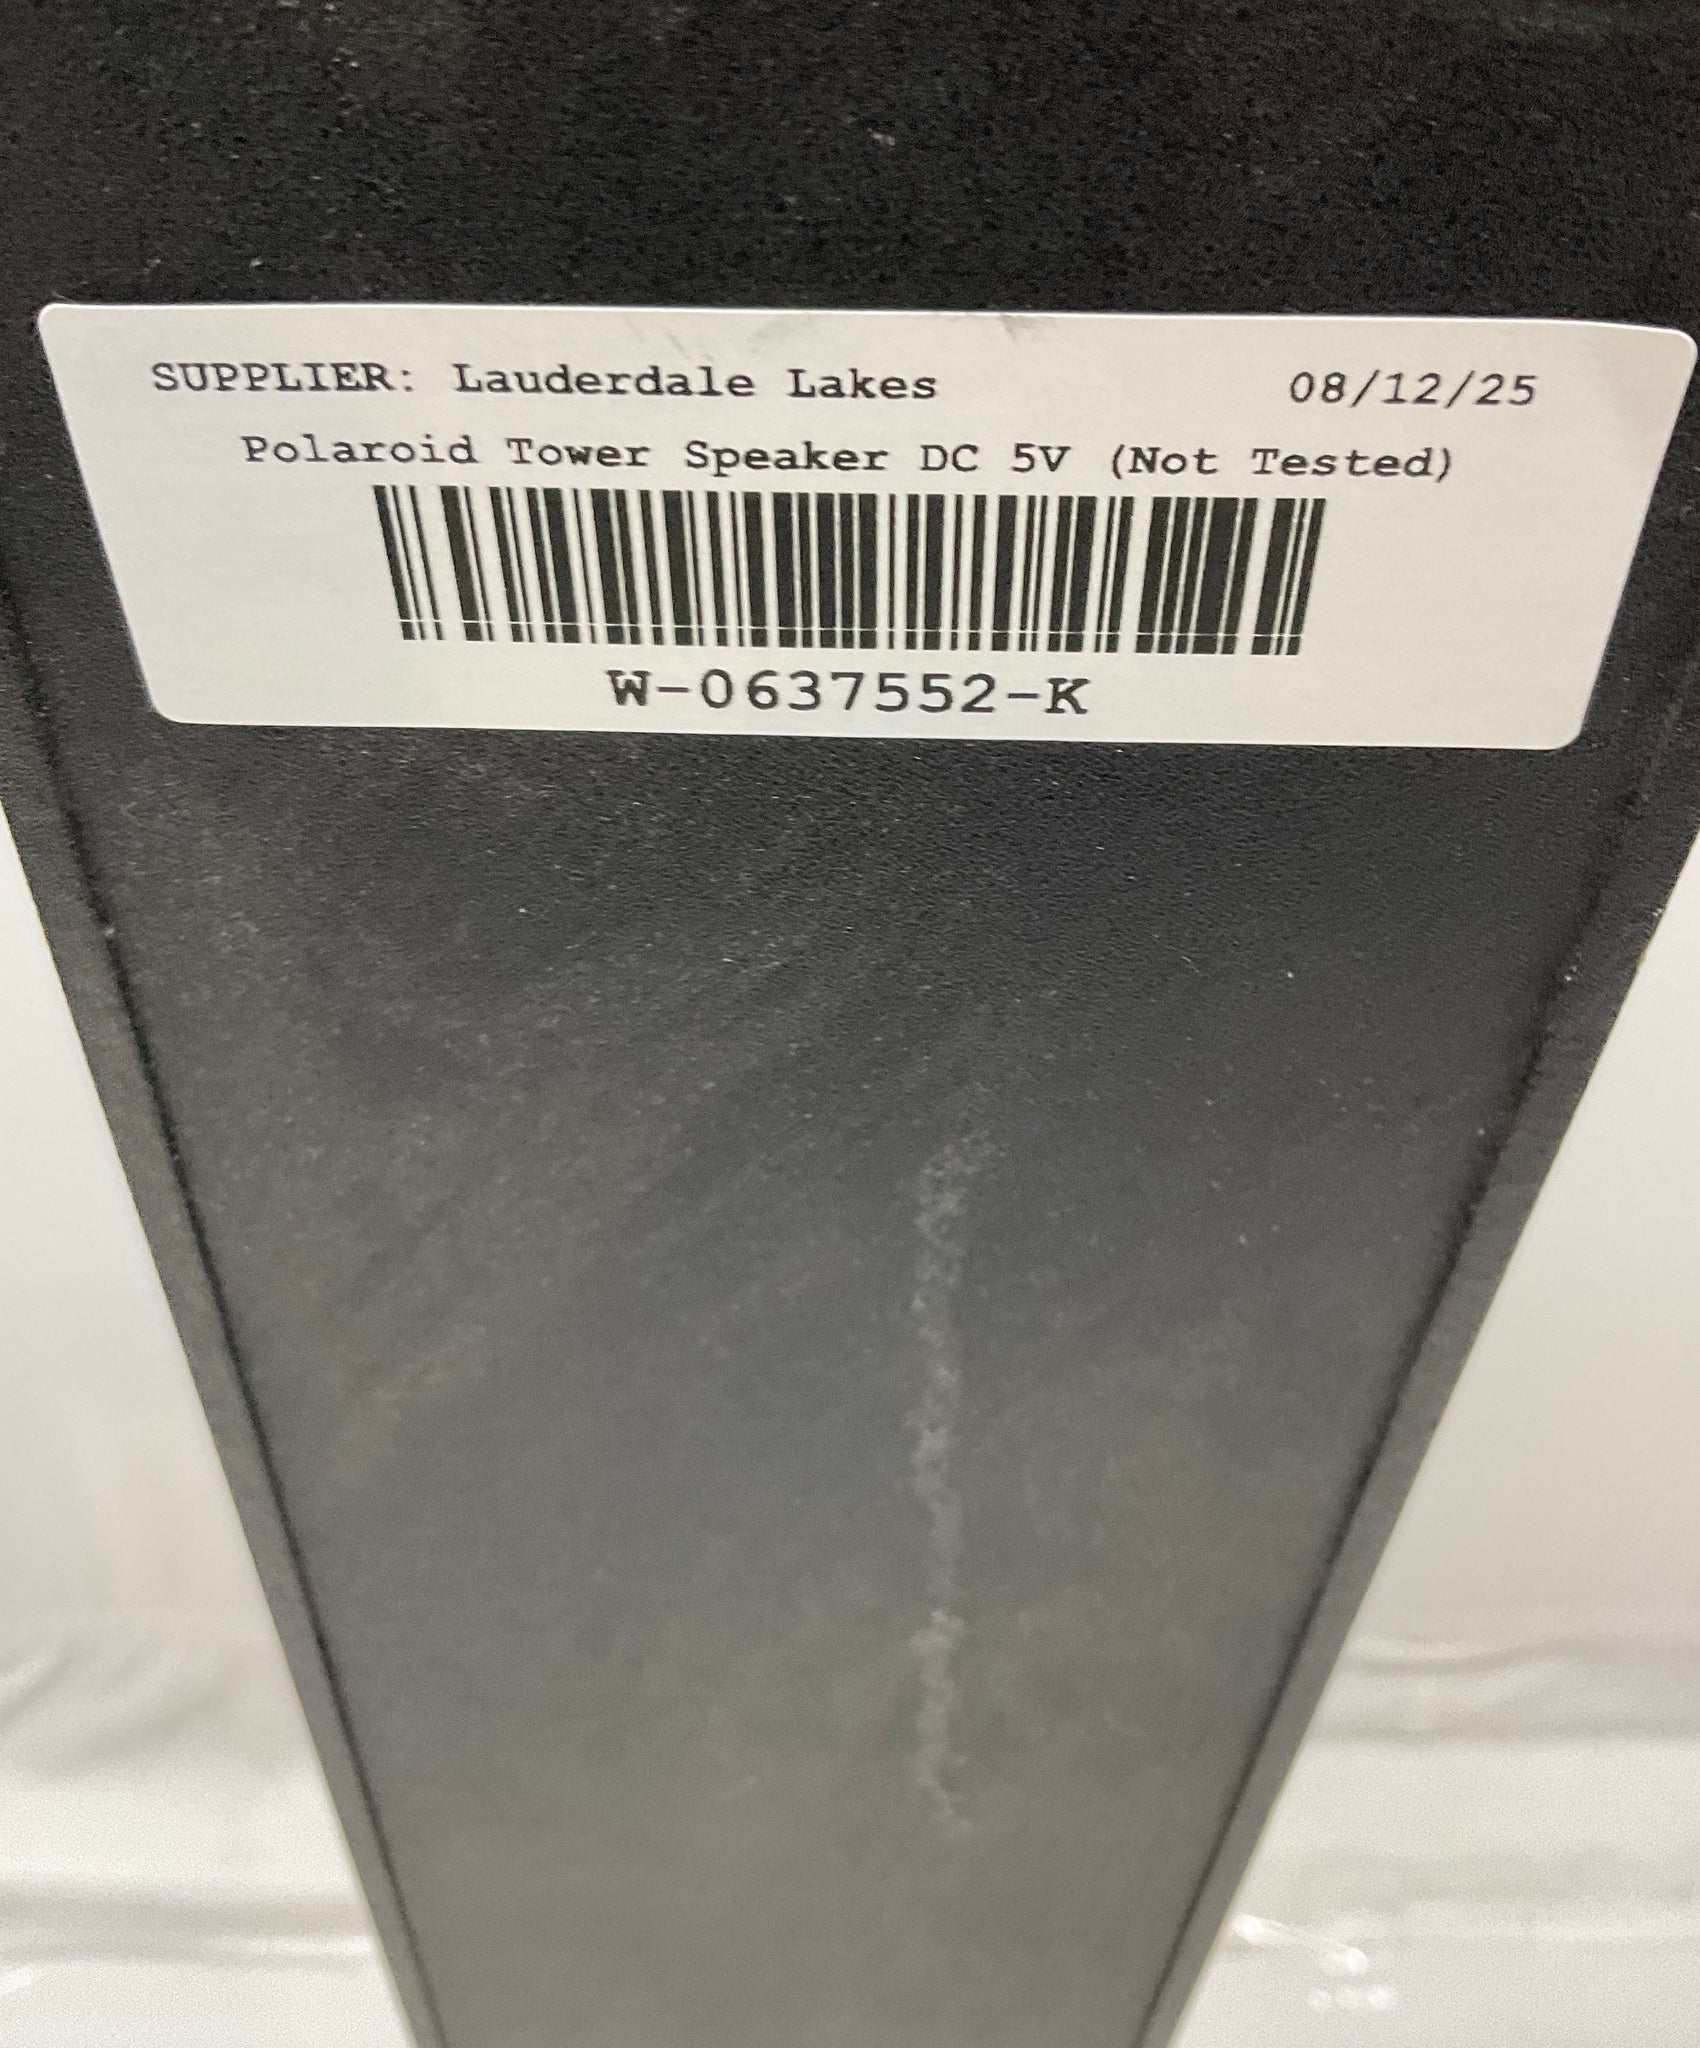 SUPPLIER: Lauderdale Lakes 08/12/25
Polaroid Tower Speaker DC 5V (Not Tested)
W-0637552-K